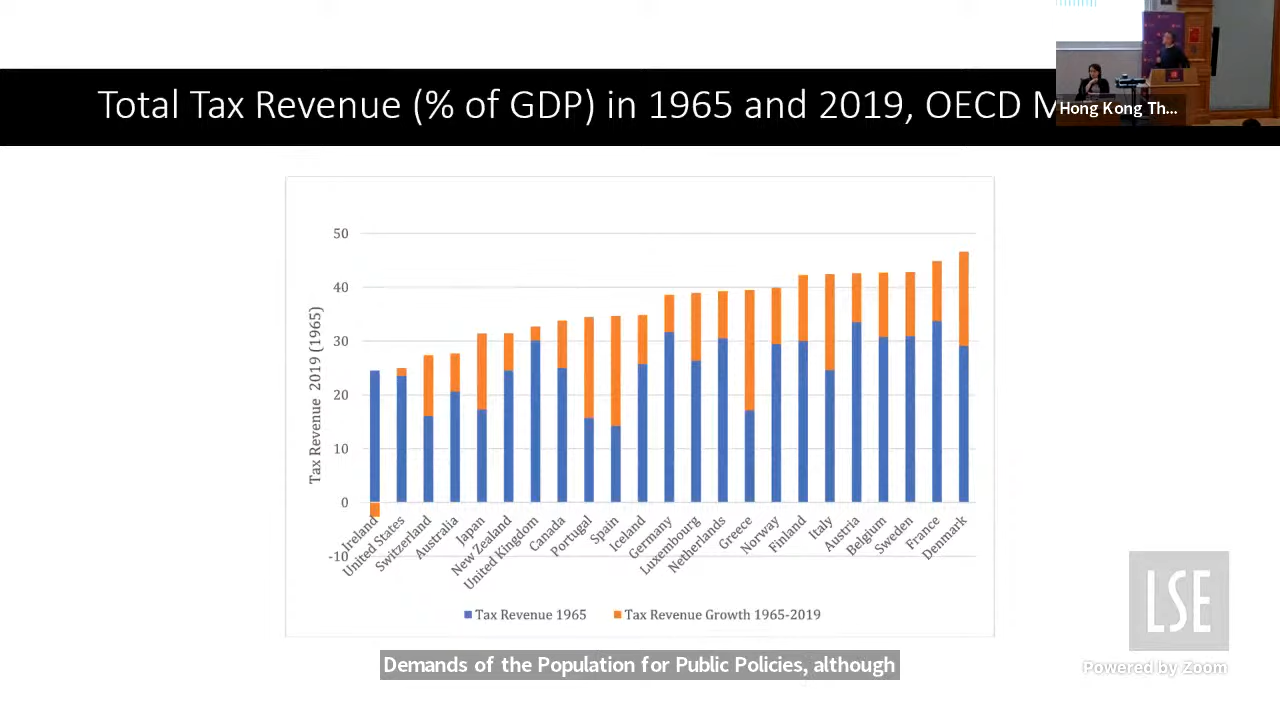 Total Tax Revenue (% of GDP) in 1965 and 2019, OECD M
Hong Kong Th...
50
40
30
20
10
0
-10
Tax Revenue 2019 (1965)
Ireland
United States
Switzerland
Australia
Japan
New Zealand
United Kingdom
Canada
Portugal
Spain
Iceland
Germany
Luxembourg
Netherlands
Greece
Norway
Finland
Italy
Austria
Belgium
Sweden
France
Denmark
Tax Revenue 1965
Tax Revenue Growth 1965-2019
LSE
Demands of the Population for Public Policies, although
Powered by Zoom